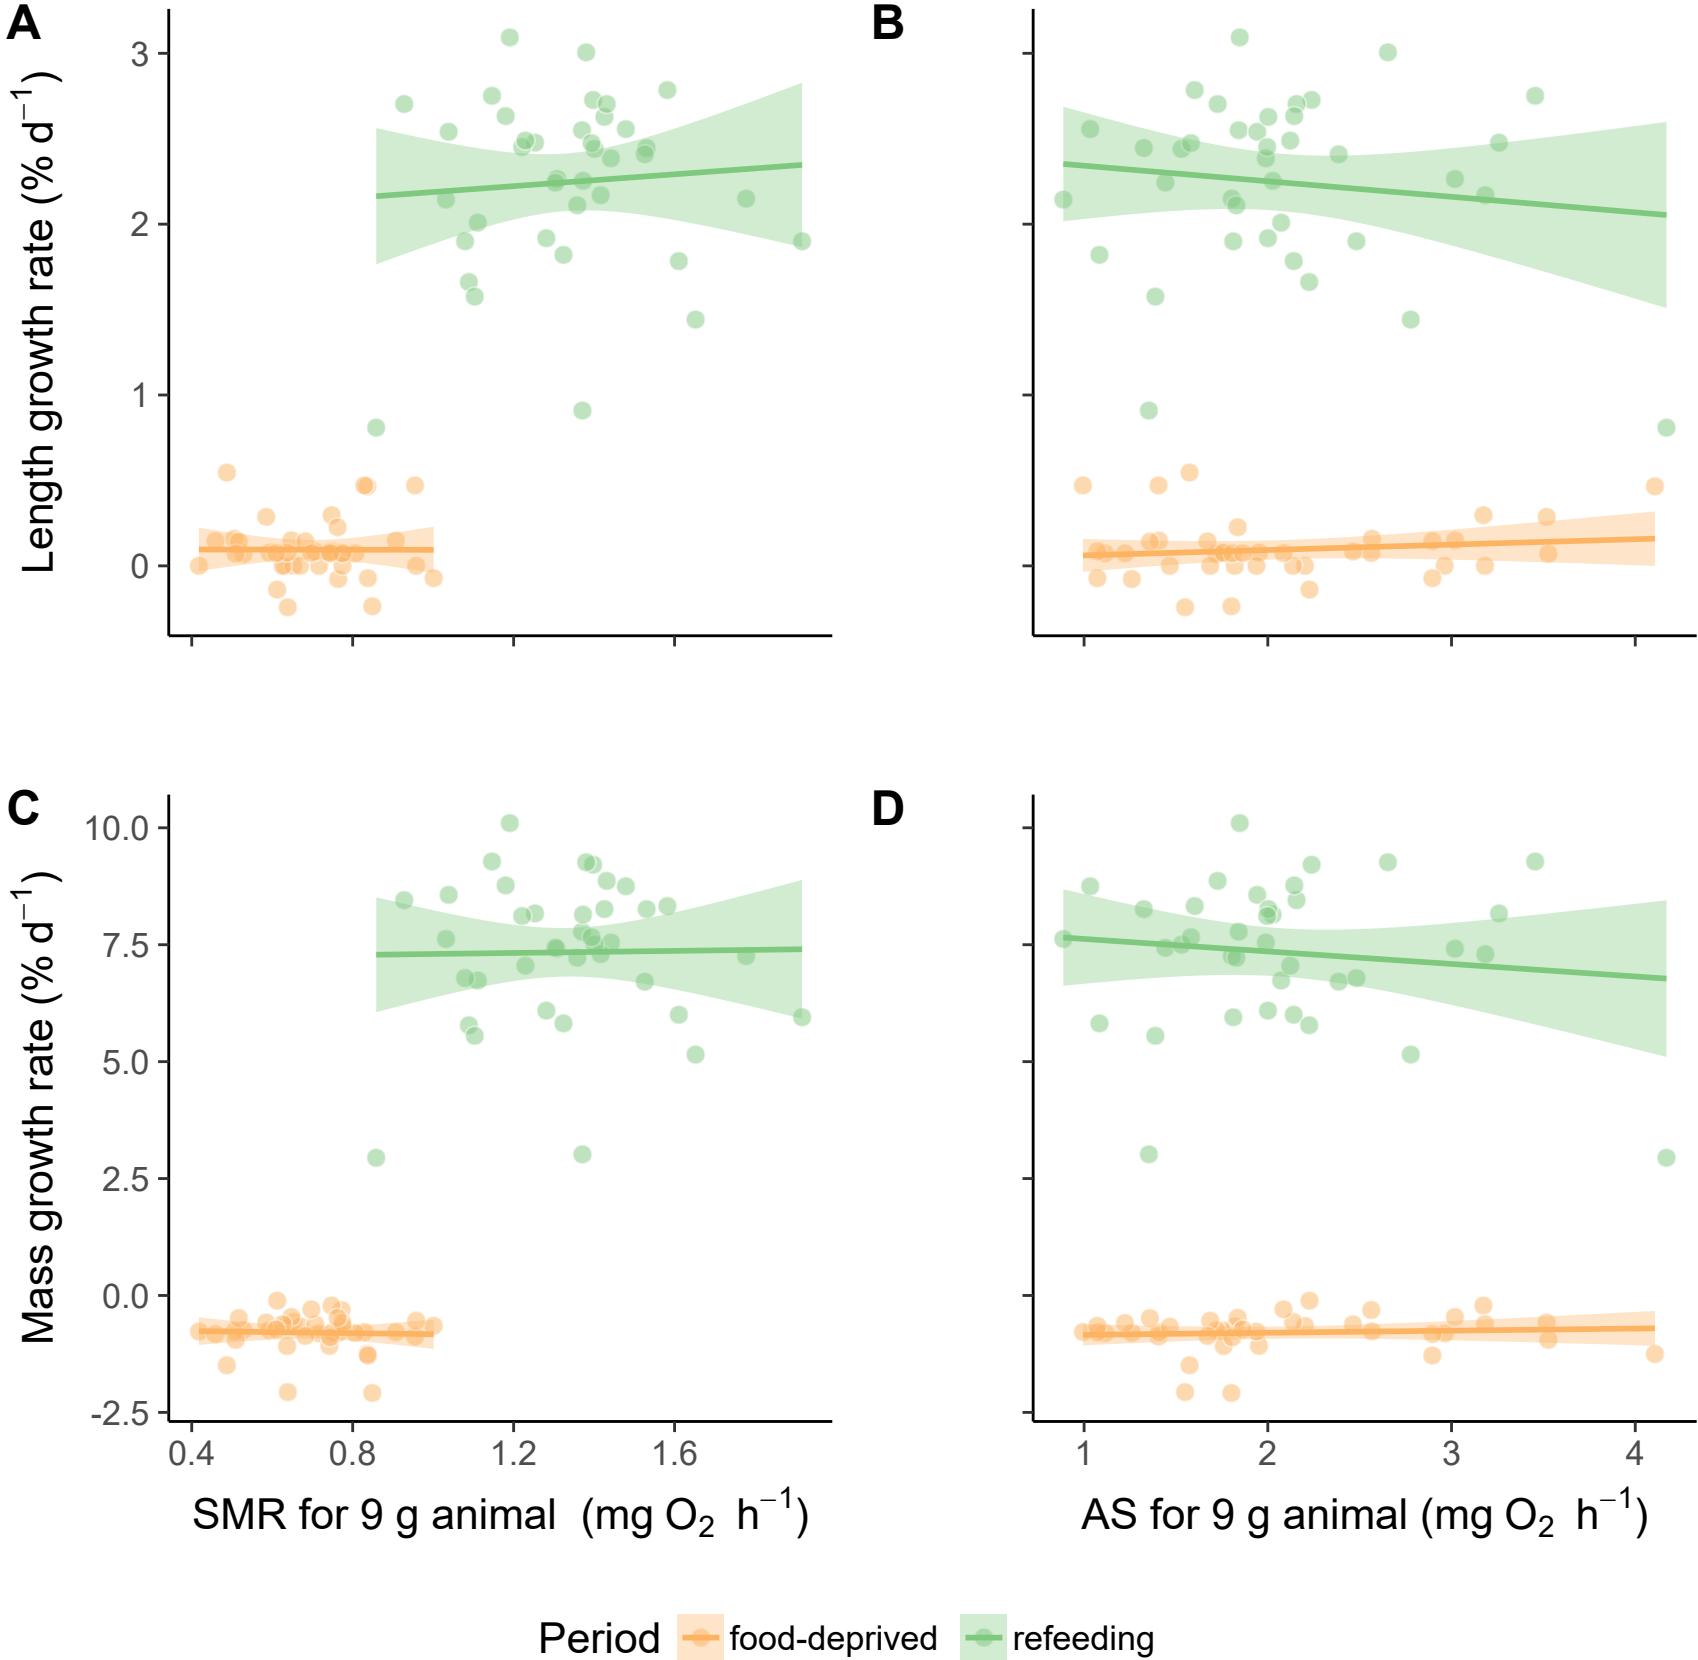 A
B
Length growth rate (% d⁻¹)
3
2
1
0
C
D
Mass growth rate (% d⁻¹)
10.0
7.5
5.0
2.5
0.0
-2.5
0.4 0.8 1.2 1.6
1 2 3 4
SMR for 9 g animal (mg O₂ h⁻¹)
AS for 9 g animal (mg O₂ h⁻¹)
Period food-deprived refeeding